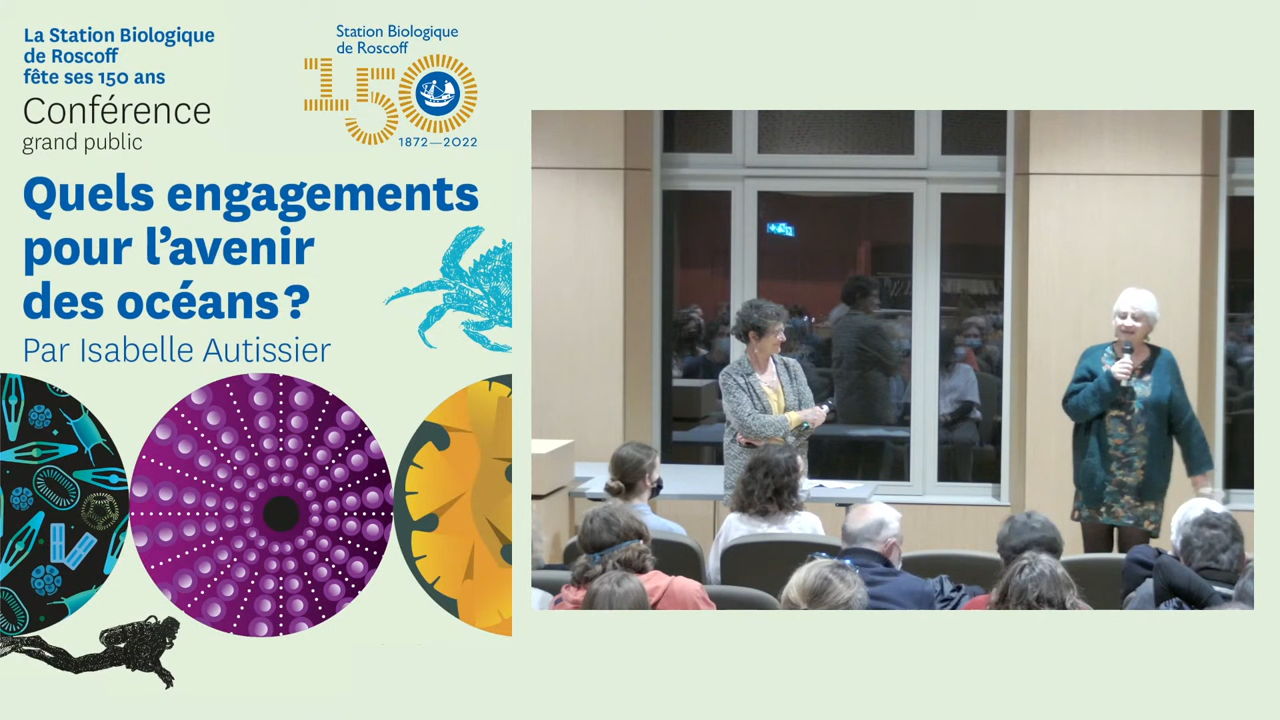 La Station Biologique
de Roscoff
fête ses 150 ans
Conférence
grand public
Station Biologique
de Roscoff
150
1872—2022
Quels engagements
pour l'avenir
des océans ?
Par Isabelle Autissier